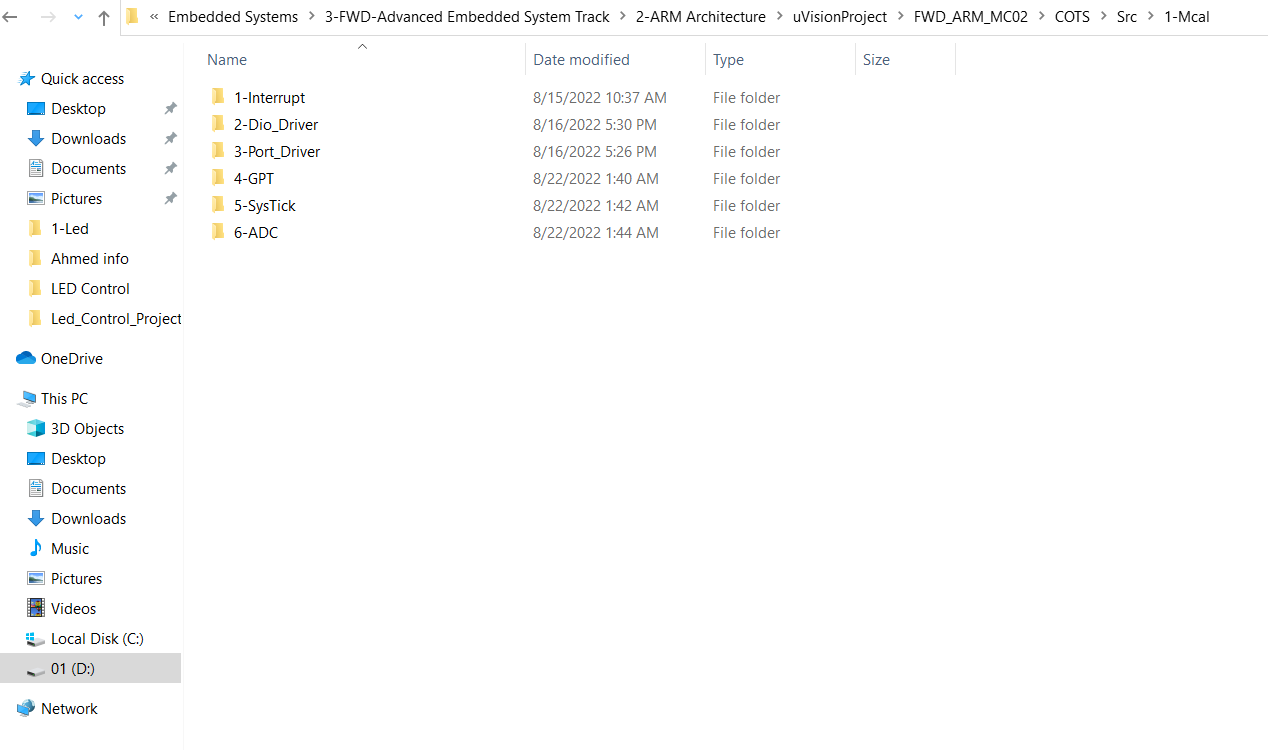 « Embedded Systems > 3-FWD-Advanced Embedded System Track > 2-ARM Architecture > uVisionProject > FWD_ARM_MC02 > COTS > Src > 1-Mcal
Name Date modified Type Size
1-Interrupt 8/15/2022 10:37 AM File folder
2-Dio_Driver 8/16/2022 5:30 PM File folder
3-Port_Driver 8/16/2022 5:26 PM File folder
4-GPT 8/22/2022 1:40 AM File folder
5-SysTick 8/22/2022 1:42 AM File folder
6-ADC 8/22/2022 1:44 AM File folder
Quick access
Desktop
Downloads
Documents
Pictures
1-Led
Ahmed info
LED Control
Led_Control_Project
OneDrive
This PC
3D Objects
Desktop
Documents
Downloads
Music
Pictures
Videos
Local Disk (C:)
01 (D:)
Network